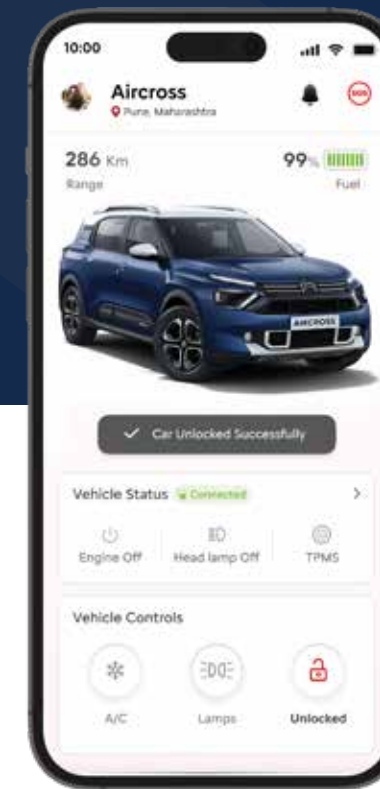 10:00
Aircross
SOS
Pune, Maharashtra
286 Km
99%
Range
Fuel
AIRCROSS
Car Unlocked Successfully
Vehicle Status
Connected
Engine Off
Head lamp Off
TPMS
Vehicle Controls
A/C
Lamps
Unlocked